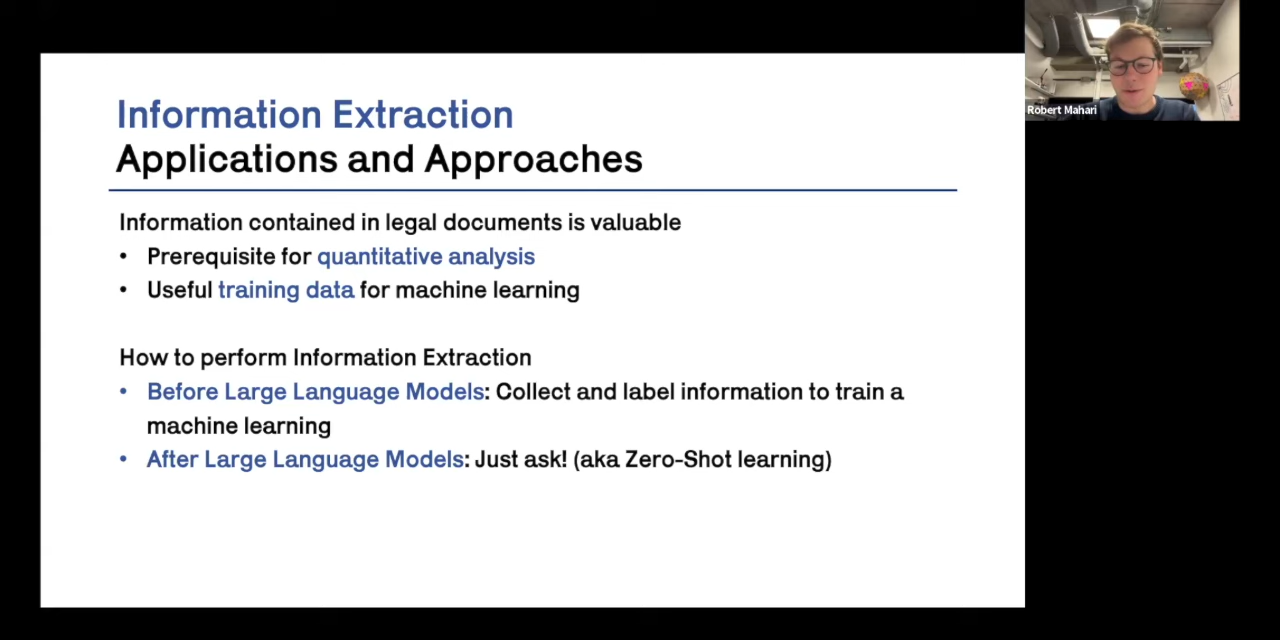 Information Extraction
Applications and Approaches
Information contained in legal documents is valuable
• Prerequisite for quantitative analysis
• Useful training data for machine learning
How to perform Information Extraction
• Before Large Language Models: Collect and label information to train a
machine learning
• After Large Language Models: Just ask! (aka Zero-Shot learning)
Robert Mahari